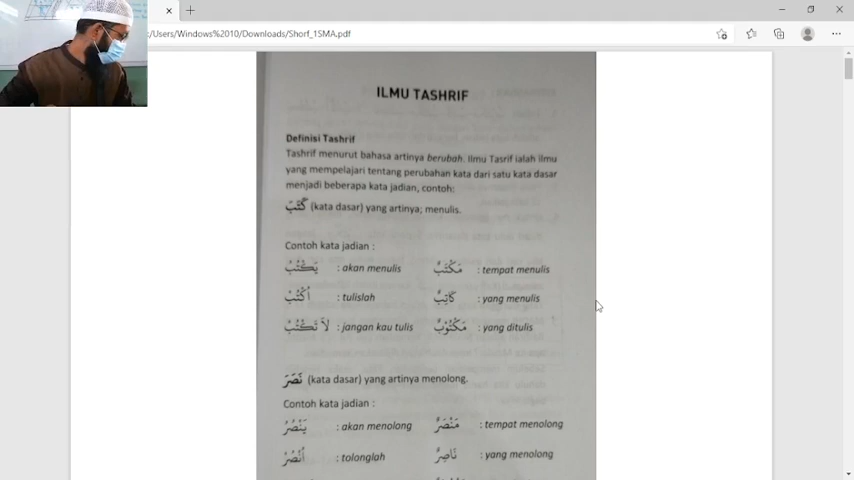 :/Users/Windows%2010/Downloads/Shorf_1SMA.pdf
ILMU TASHRIF
Definisi Tashrif
Tashrif menurut bahasa artinya berubah. Ilmu Tasrif ialah ilmu
yang mempelajari tentang perubahan kata dari satu kata dasar
menjadi beberapa kata jadian, contoh:
كَتَبَ (kata dasar) yang artinya; menulis.
Contoh kata jadian :
يَكْتُبُ : akan menulis مَكْتَبٌ : tempat menulis
اُكْتُبْ : tulislah كَاتِبٌ : yang menulis
لاَ تَكْتُبْ : jangan kau tulis مَكْتُوْبٌ : yang ditulis
نَصَرَ (kata dasar) yang artinya menolong.
Contoh kata jadian :
يَنْصُرُ : akan menolong مَنْصَرٌ : tempat menolong
اُنْصُرْ : tolonglah نَاصِرٌ : yang menolong